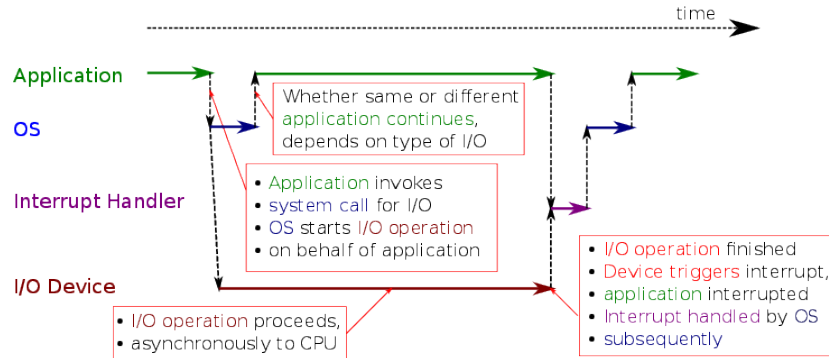 time
Application
Whether same or different
application continues,
depends on type of I/O
OS
• Application invokes
• system call for I/O
• OS starts I/O operation
• on behalf of application
Interrupt Handler
• I/O operation finished
• Device triggers interrupt,
• application interrupted
• Interrupt handled by OS
• subsequently
I/O Device
• I/O operation proceeds,
• asynchronously to CPU